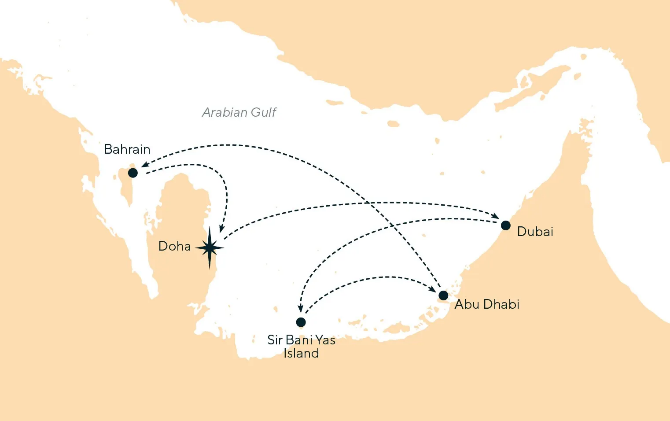 Arabian Gulf
Bahrain
Doha
Dubai
Abu Dhabi
Sir Bani Yas
Island